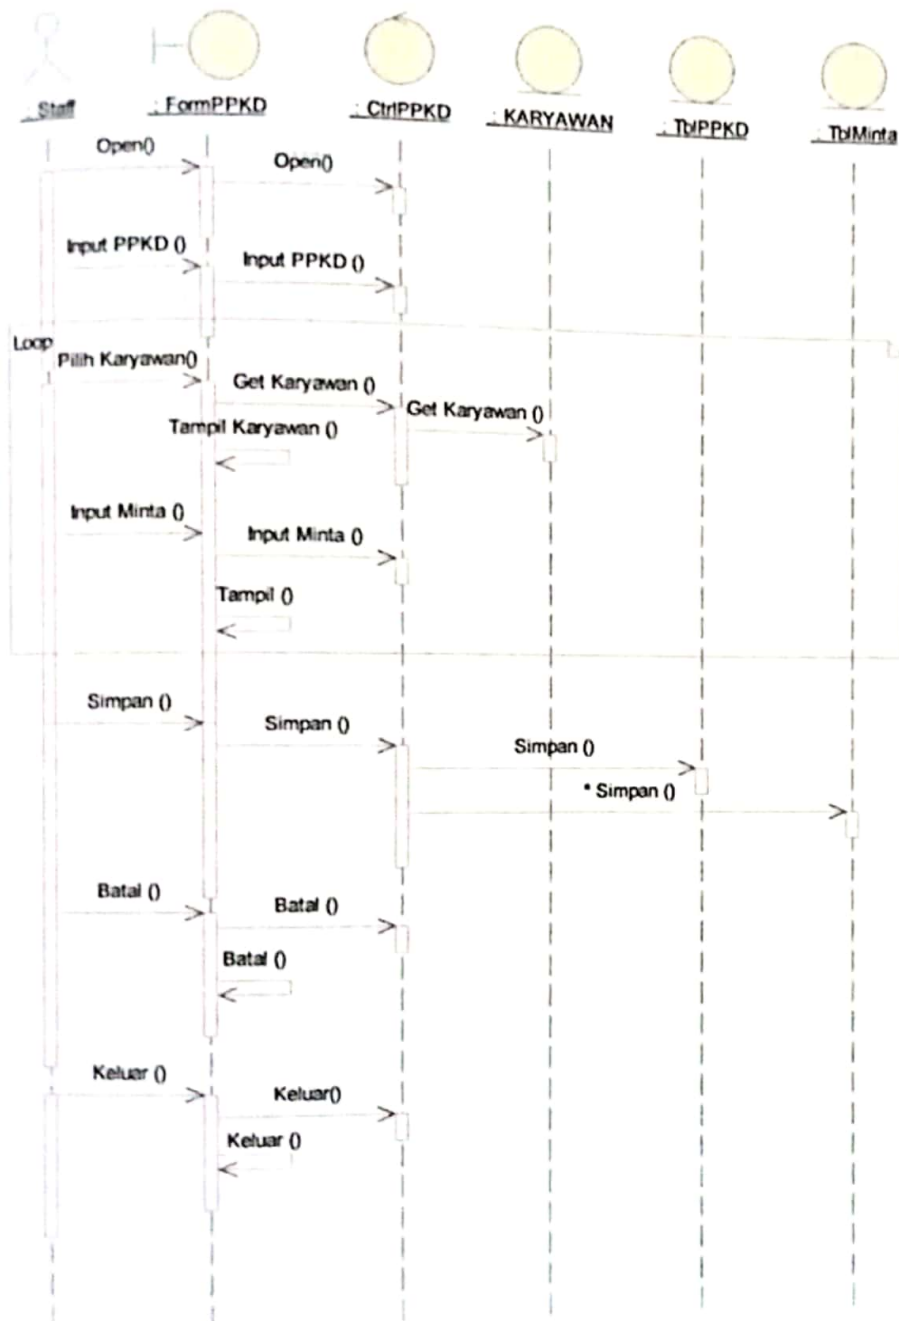 : Staff
: FormPPKD
: CtrlPPKD
: KARYAWAN
: TblPPKD
: TblMinta
Open()
Open()
Input PPKD ()
Input PPKD ()
Loop
Pilih Karyawan()
Get Karyawan ()
Get Karyawan ()
Tampil Karyawan ()
Input Minta ()
Input Minta ()
Tampil ()
Simpan ()
Simpan ()
Simpan ()
* Simpan ()
Batal ()
Batal ()
Batal ()
Keluar ()
Keluar()
Keluar ()